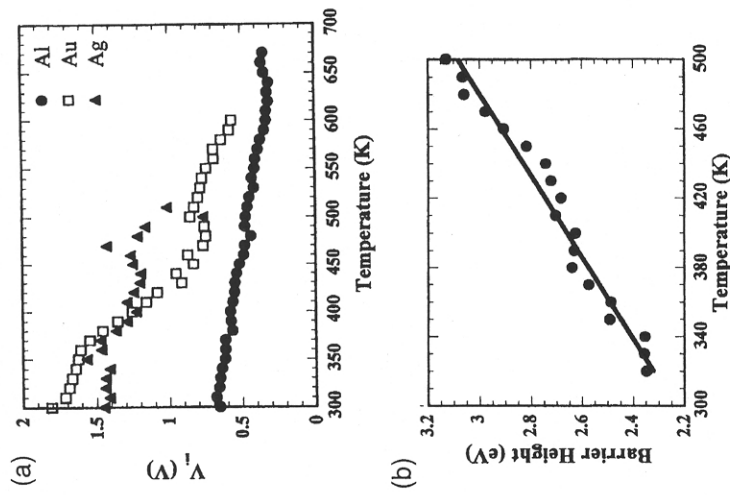 (a)
V_i (V)
2
1.5
1
0.5
0
Al
Au
Ag
300 350 400 450 500 550 600 650 700
Temperature (K)
(b)
Barrier Height (eV)
3.2
3
2.8
2.6
2.4
2.2
300 340 380 420 460 500
Temperature (K)